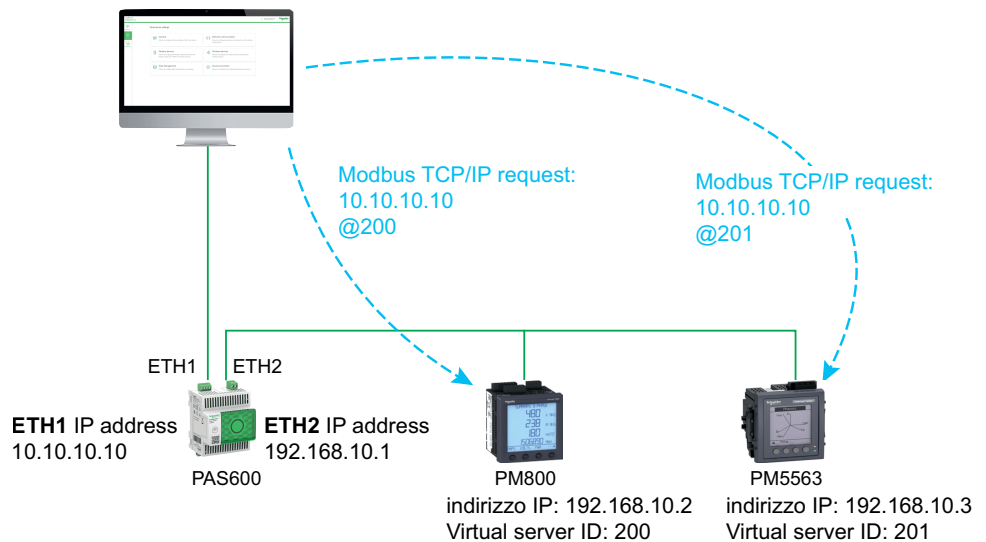 Modbus TCP/IP request:
10.10.10.10
@200
Modbus TCP/IP request:
10.10.10.10
@201
ETH1
ETH2
ETH1 IP address
10.10.10.10
ETH2 IP address
192.168.10.1
PAS600
PM800
indirizzo IP: 192.168.10.2
Virtual server ID: 200
PM5563
indirizzo IP: 192.168.10.3
Virtual server ID: 201